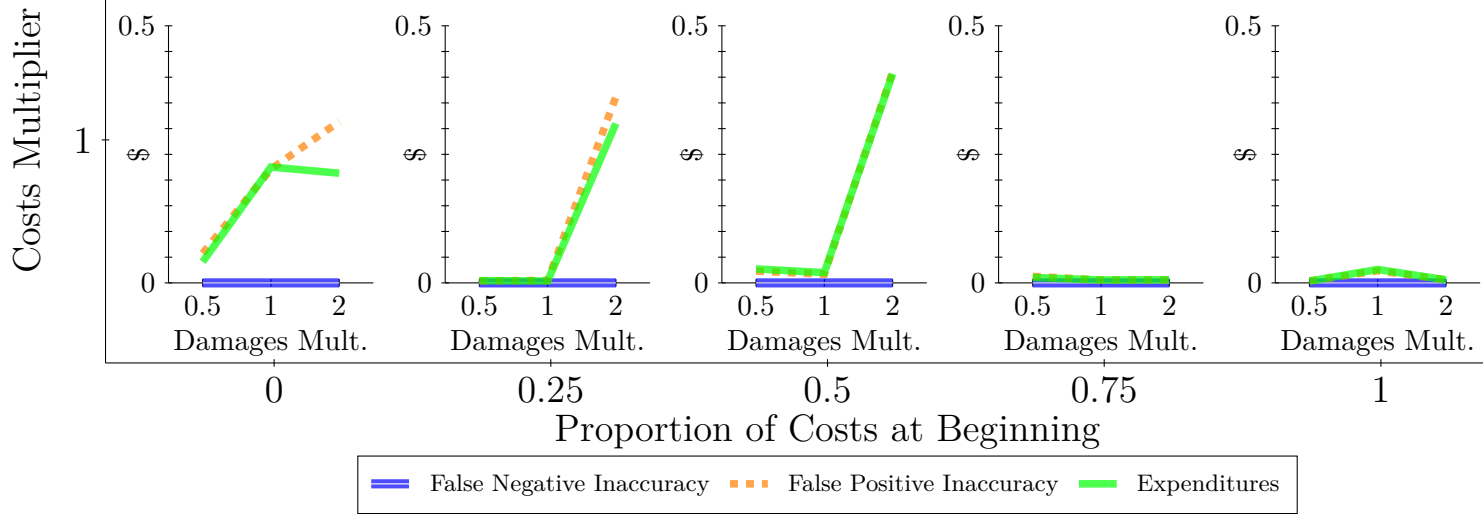 Costs Multiplier
1
0.5 0.5 0.5 0.5 0.5
$ $ $ $ $
0 0 0 0 0
0.5 1 2 0.5 1 2 0.5 1 2 0.5 1 2 0.5 1 2
Damages Mult. Damages Mult. Damages Mult. Damages Mult. Damages Mult.
0 0.25 0.5 0.75 1
Proportion of Costs at Beginning
False Negative Inaccuracy False Positive Inaccuracy Expenditures